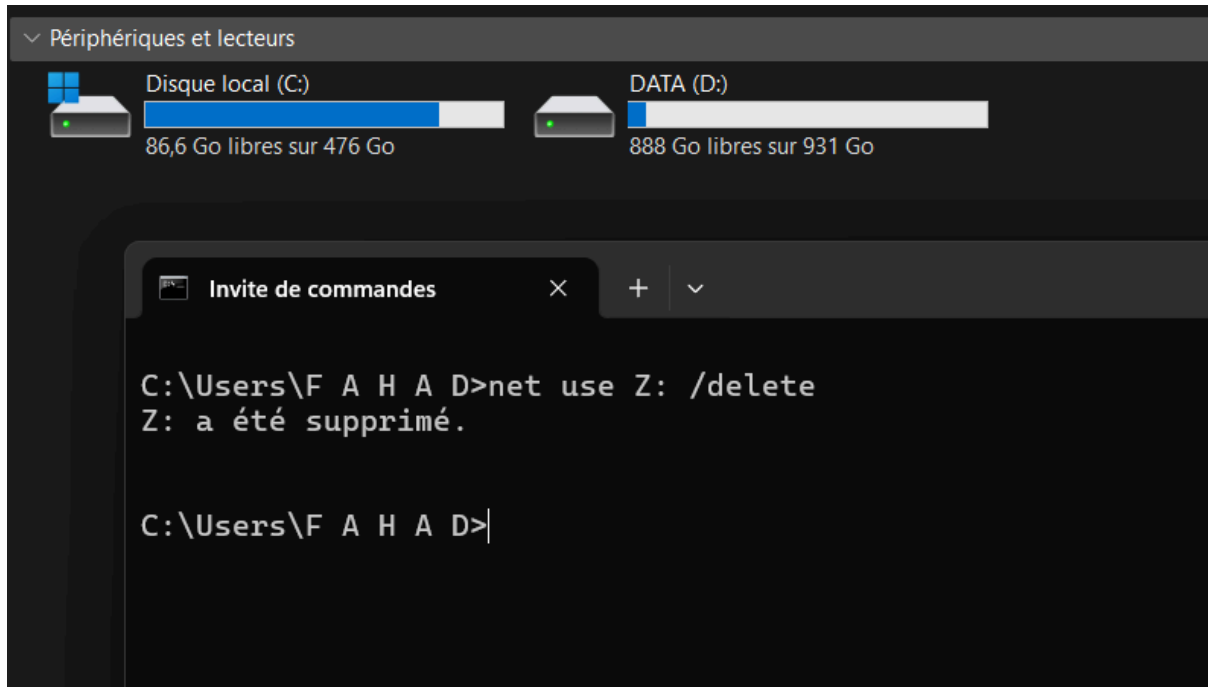 Périphériques et lecteurs
Disque local (C:)
86,6 Go libres sur 476 Go
DATA (D:)
888 Go libres sur 931 Go
Invite de commandes
C:\Users\F A H A D>net use Z: /delete
Z: a été supprimé.
C:\Users\F A H A D>